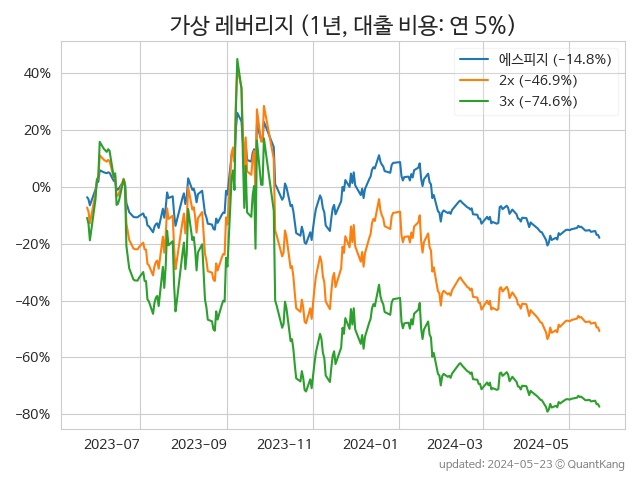 가상 레버리지 (1년, 대출 비용: 연 5%)
에스피지 (−14.8%)
2x (−46.9%)
3x (−74.6%)
40%
20%
0%
−20%
−40%
−60%
−80%
2023-07
2023-09
2023-11
2024-01
2024-03
2024-05
updated: 2024-05-23 © QuantKang